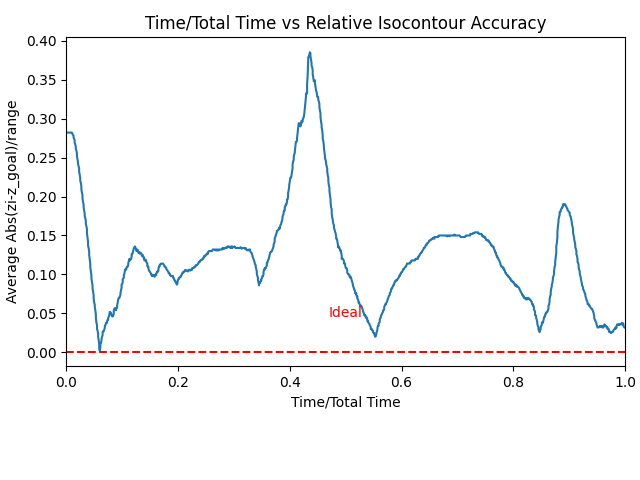 Time/Total Time vs Relative Isocontour Accuracy
Average Abs(zi-z_goal)/range
0.40
0.35
0.30
0.25
0.20
0.15
0.10
0.05
0.00
Ideal
0.0 0.2 0.4 0.6 0.8 1.0
Time/Total Time